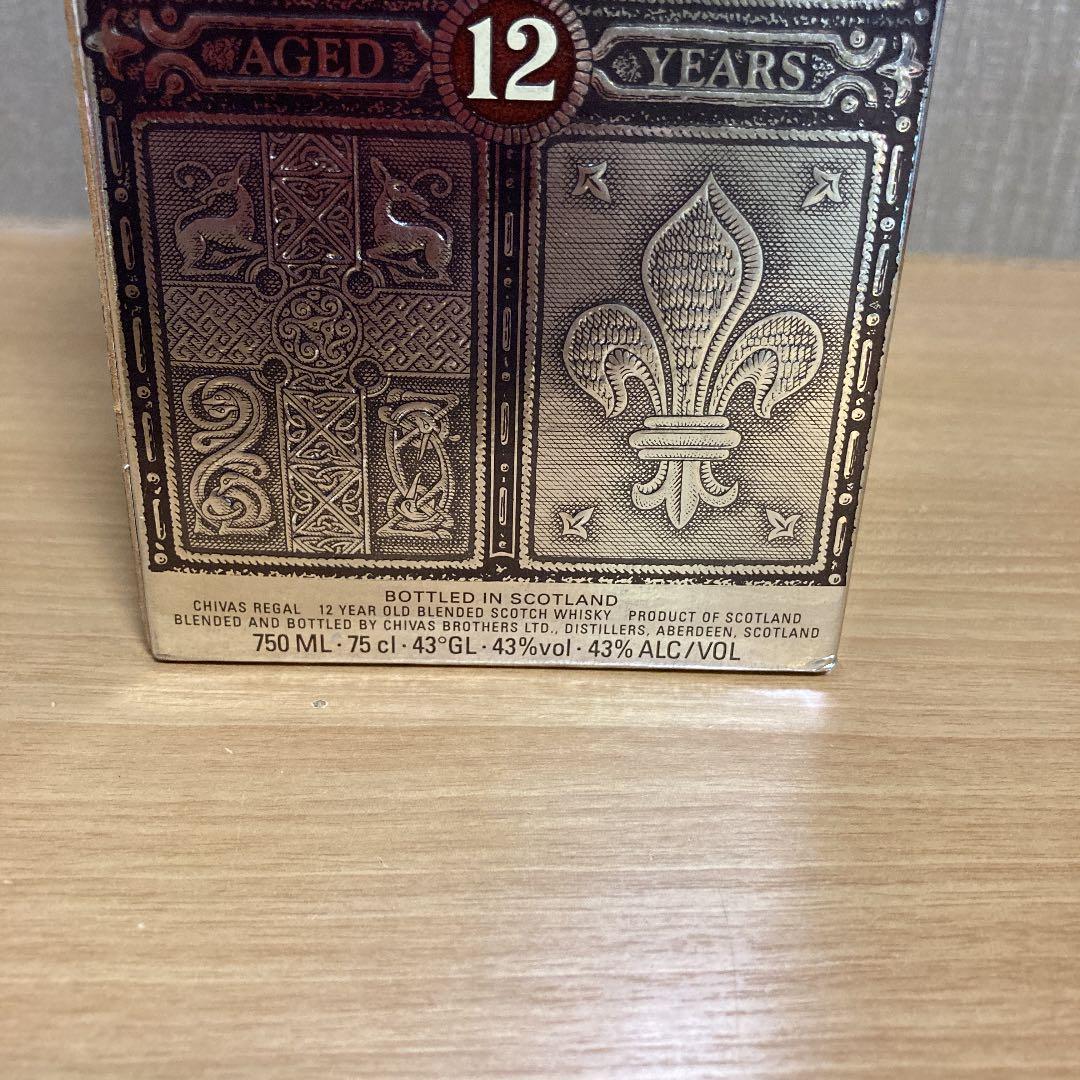 AGED 12 YEARS
BOTTLED IN SCOTLAND
CHIVAS REGAL 12 YEAR OLD BLENDED SCOTCH WHISKY PRODUCT OF SCOTLAND
BLENDED AND BOTTLED BY CHIVAS BROTHERS LTD., DISTILLERS, ABERDEEN, SCOTLAND
750 ML · 75 cl · 43°GL · 43%vol · 43% ALC/VOL